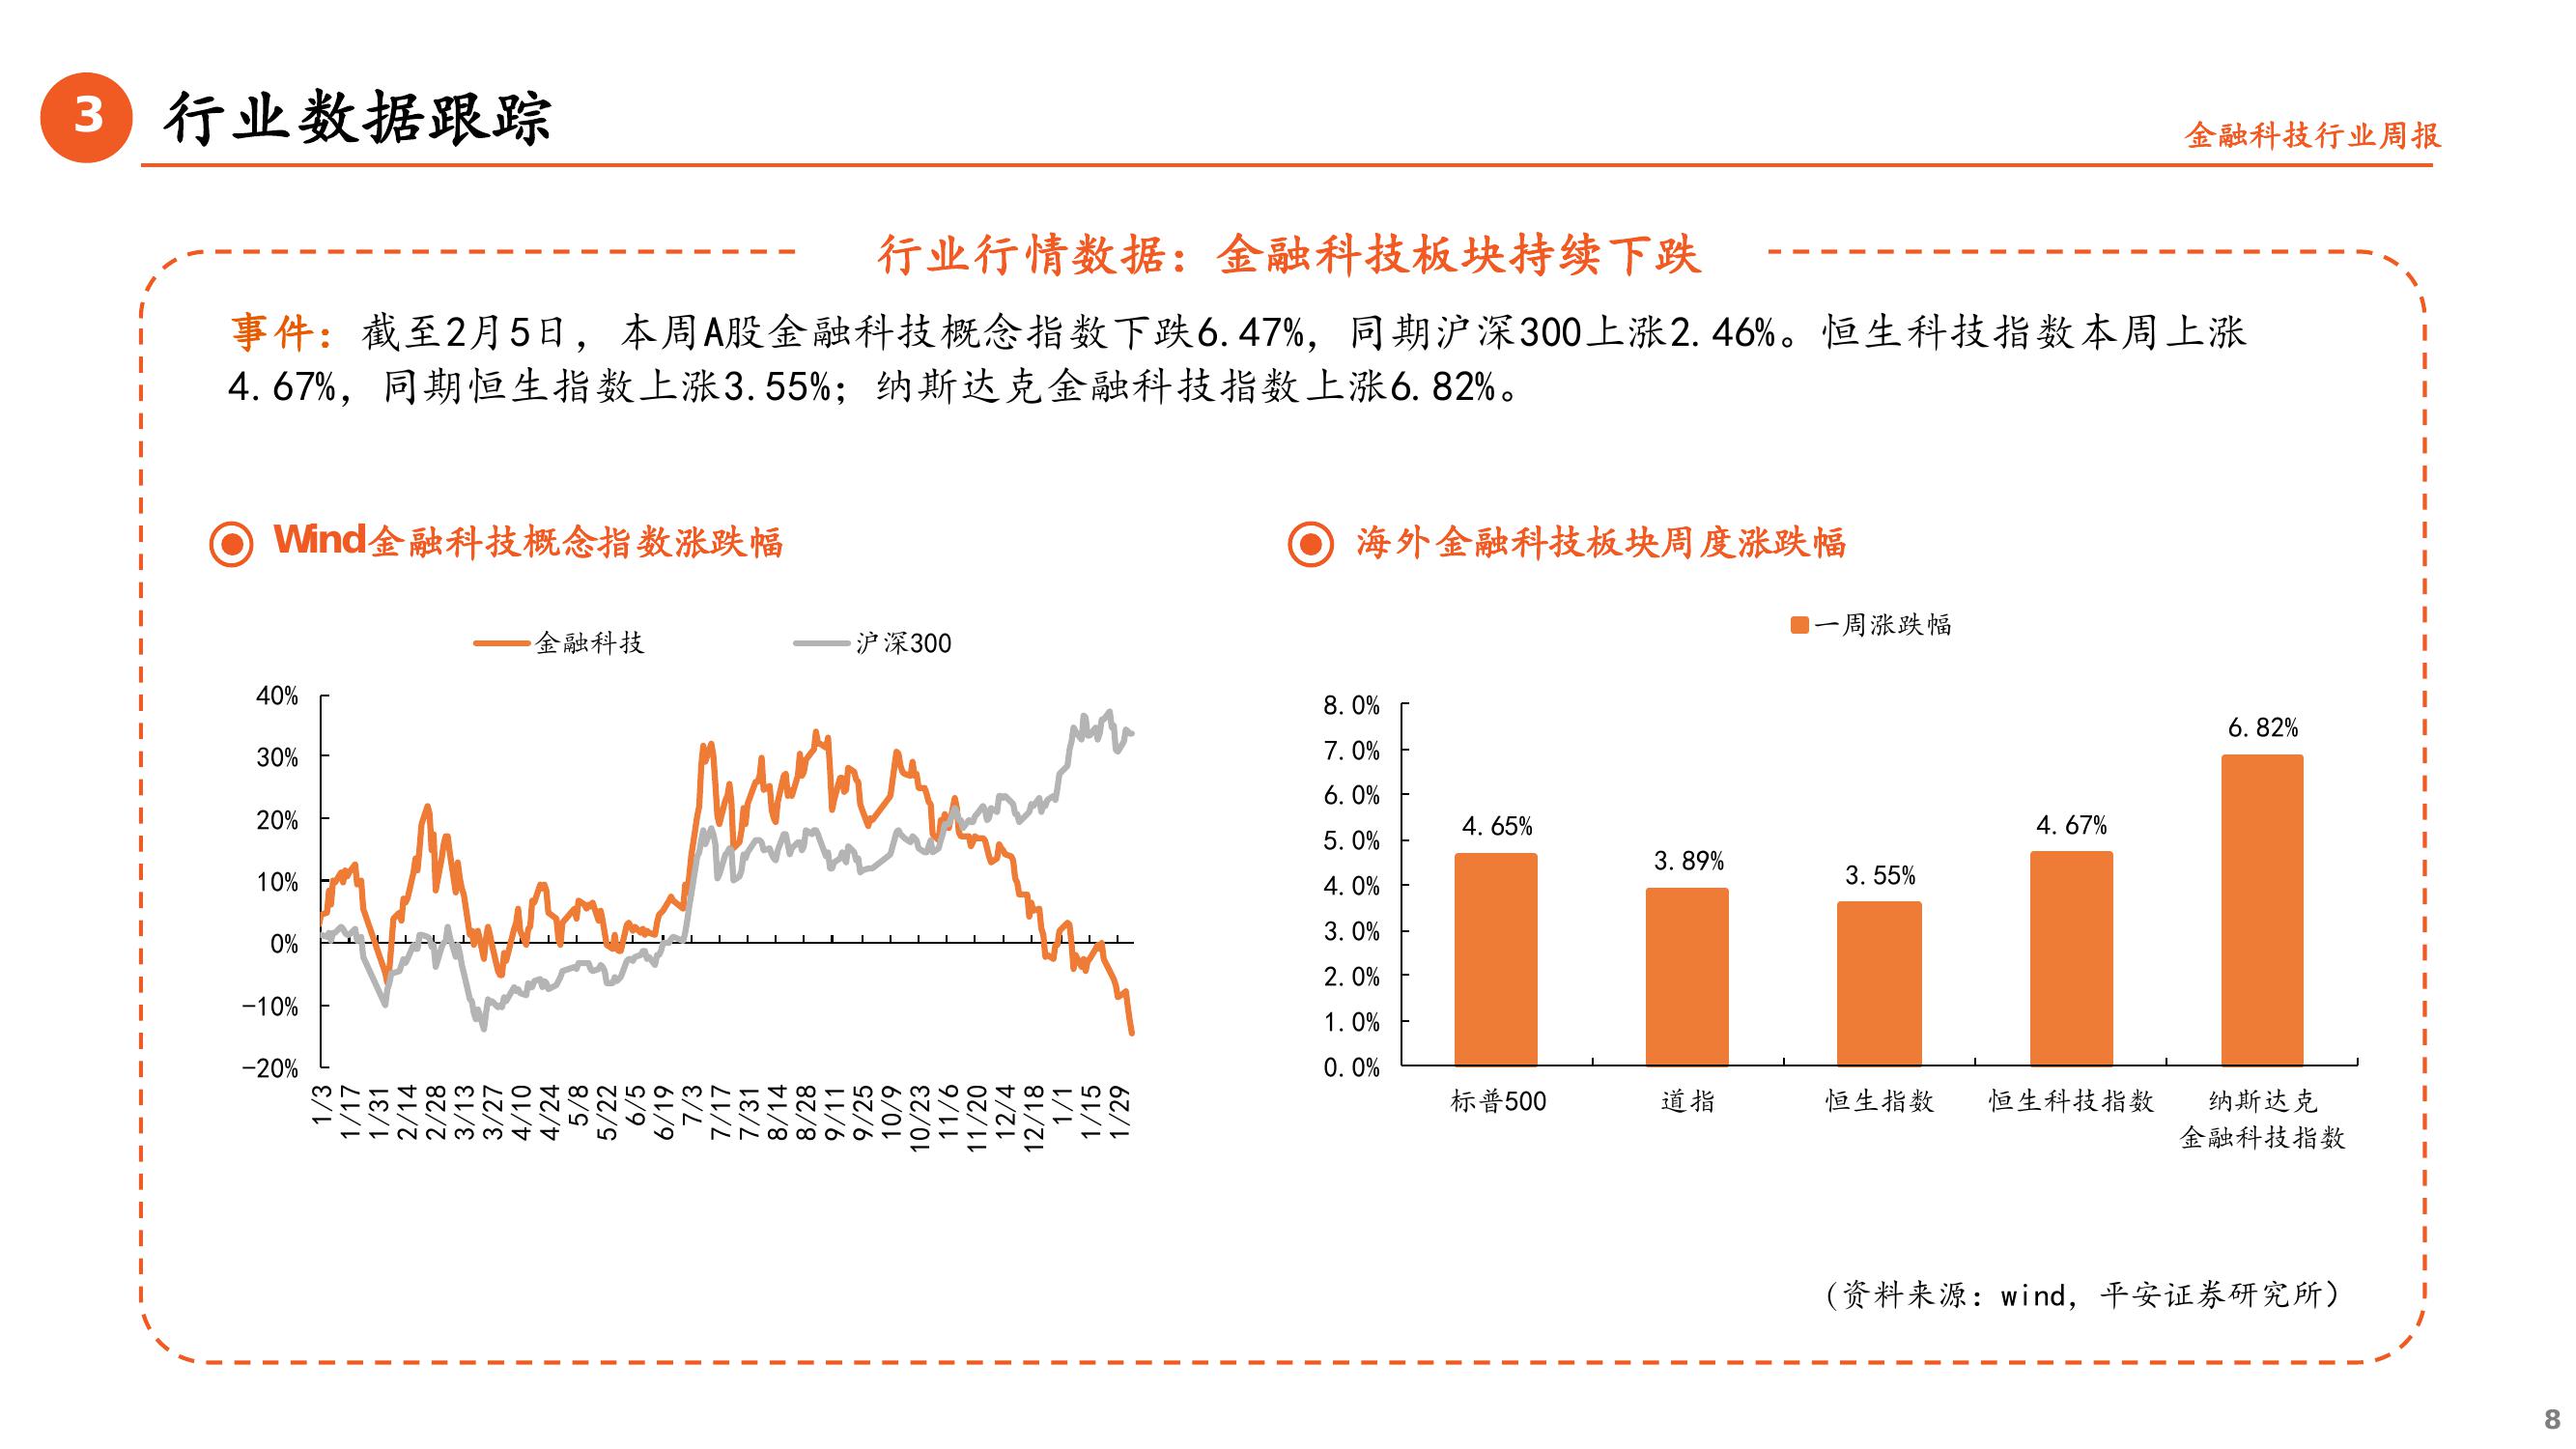 3
行业数据跟踪
金融科技行业周报
行业行情数据：金融科技板块持续下跌
事件：截至2月5日，本周A股金融科技概念指数下跌6.47%，同期沪深300上涨2.46%。恒生科技指数本周上涨
4.67%，同期恒生指数上涨3.55%；纳斯达克金融科技指数上涨6.82%。
Wind金融科技概念指数涨跌幅
金融科技 沪深300
40%
30%
20%
10%
0%
-10%
-20%
1/3 1/17 1/31 2/14 2/28 3/13 3/27 4/10 4/24 5/8 5/22 6/5 6/19 7/3 7/17 7/31 8/14 8/28 9/11 9/25 10/9 10/23 11/6 11/20 12/4 12/18 1/1 1/15 1/29
海外金融科技板块周度涨跌幅
一周涨跌幅
8.0%
7.0%
6.0%
5.0%
4.0%
3.0%
2.0%
1.0%
0.0%
4.65% 3.89% 3.55% 4.67% 6.82%
标普500 道指 恒生指数 恒生科技指数 纳斯达克
金融科技指数
（资料来源：wind，平安证券研究所）
8